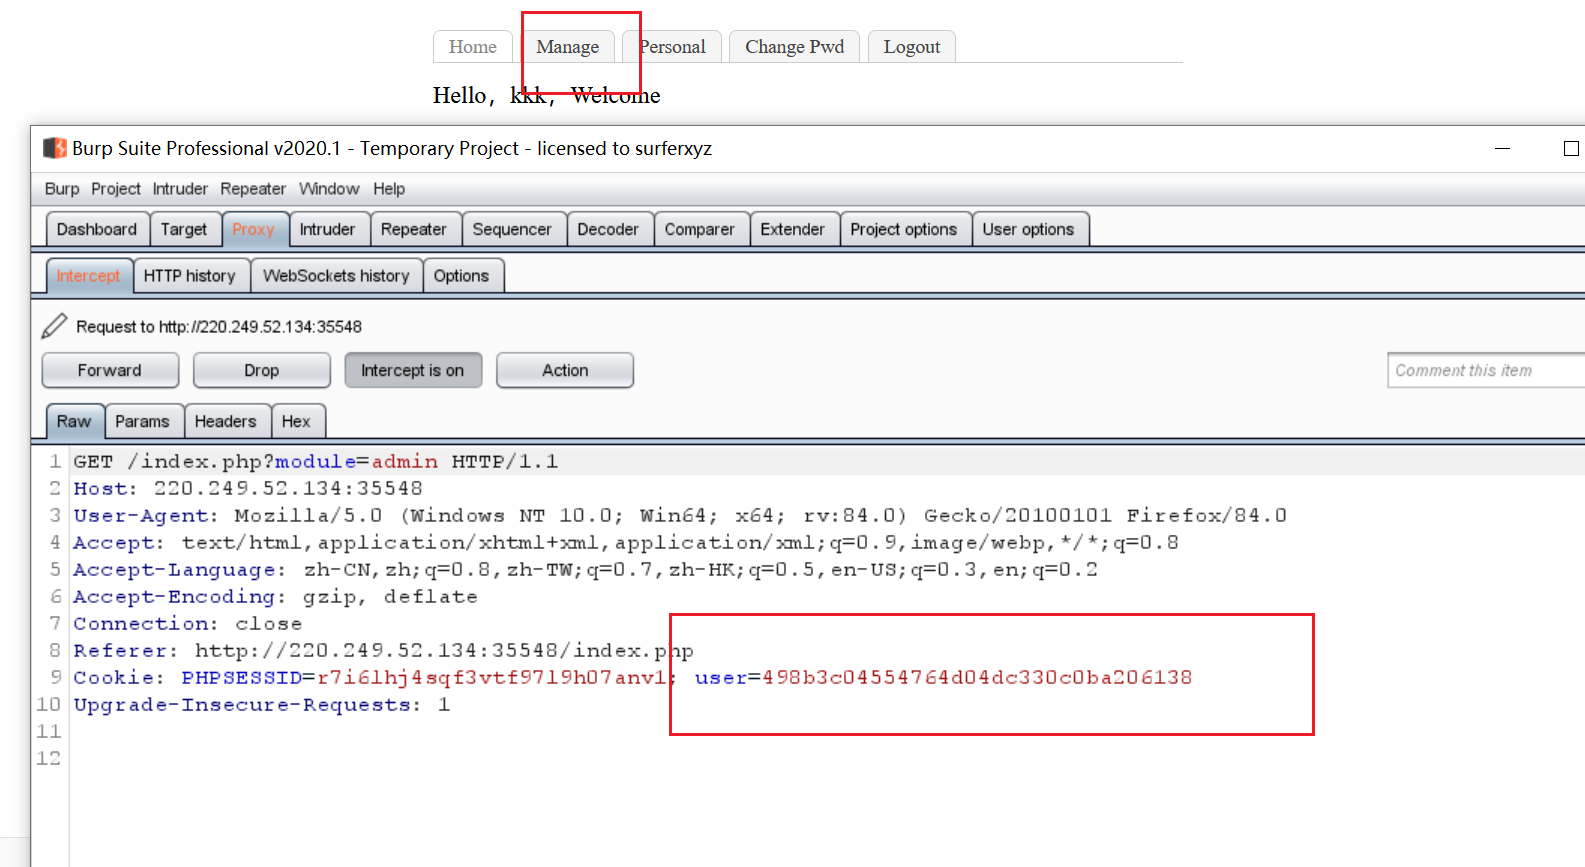 Home Manage Personal Change Pwd Logout
Hello，kkk，Welcome
Burp Suite Professional v2020.1 - Temporary Project - licensed to surferxyz
Burp Project Intruder Repeater Window Help
Dashboard Target Proxy Intruder Repeater Sequencer Decoder Comparer Extender Project options User options
Intercept HTTP history WebSockets history Options
Request to http://220.249.52.134:35548
Forward Drop Intercept is on Action Comment this item
Raw Params Headers Hex
1 GET /index.php?module=admin HTTP/1.1
2 Host: 220.249.52.134:35548
3 User-Agent: Mozilla/5.0 (Windows NT 10.0; Win64; x64; rv:84.0) Gecko/20100101 Firefox/84.0
4 Accept: text/html,application/xhtml+xml,application/xml;q=0.9,image/webp,*/*;q=0.8
5 Accept-Language: zh-CN,zh;q=0.8,zh-TW;q=0.7,zh-HK;q=0.5,en-US;q=0.3,en;q=0.2
6 Accept-Encoding: gzip, deflate
7 Connection: close
8 Referer: http://220.249.52.134:35548/index.php
9 Cookie: PHPSESSID=r7i6lhj4sqf3vtf97l9h07anv1; user=498b3c04554764d04dc330c0ba206138
10 Upgrade-Insecure-Requests: 1
11
12